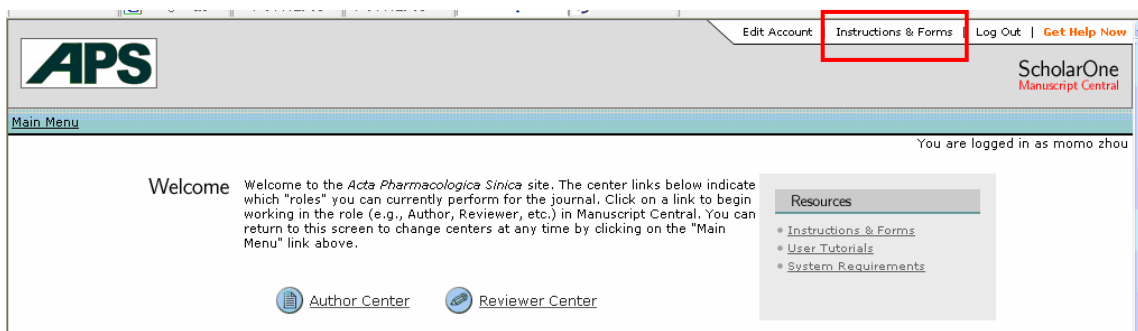 Edit Account Instructions & Forms | Log Out | Get Help Now
APS
ScholarOne
Manuscript Central
Main Menu
You are logged in as momo zhou
Welcome
Welcome to the Acta Pharmacologica Sinica site. The center links below indicate
which "roles" you can currently perform for the journal. Click on a link to begin
working in the role (e.g., Author, Reviewer, etc.) in Manuscript Central. You can
return to this screen to change centers at any time by clicking on the "Main
Menu" link above.
Resources
Instructions & Forms
User Tutorials
System Requirements
Author Center
Reviewer Center